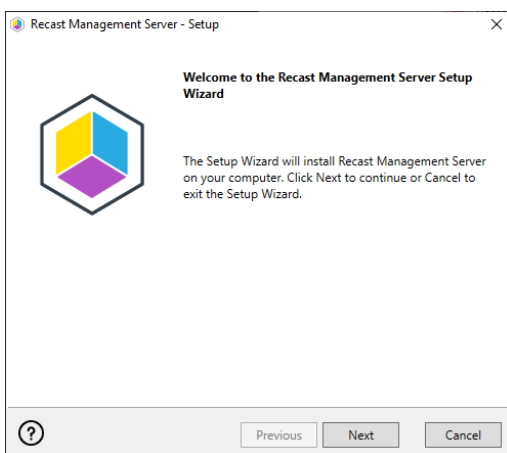 Recast Management Server - Setup
Welcome to the Recast Management Server Setup
Wizard
The Setup Wizard will install Recast Management Server
on your computer. Click Next to continue or Cancel to
exit the Setup Wizard.
?
Previous
Next
Cancel